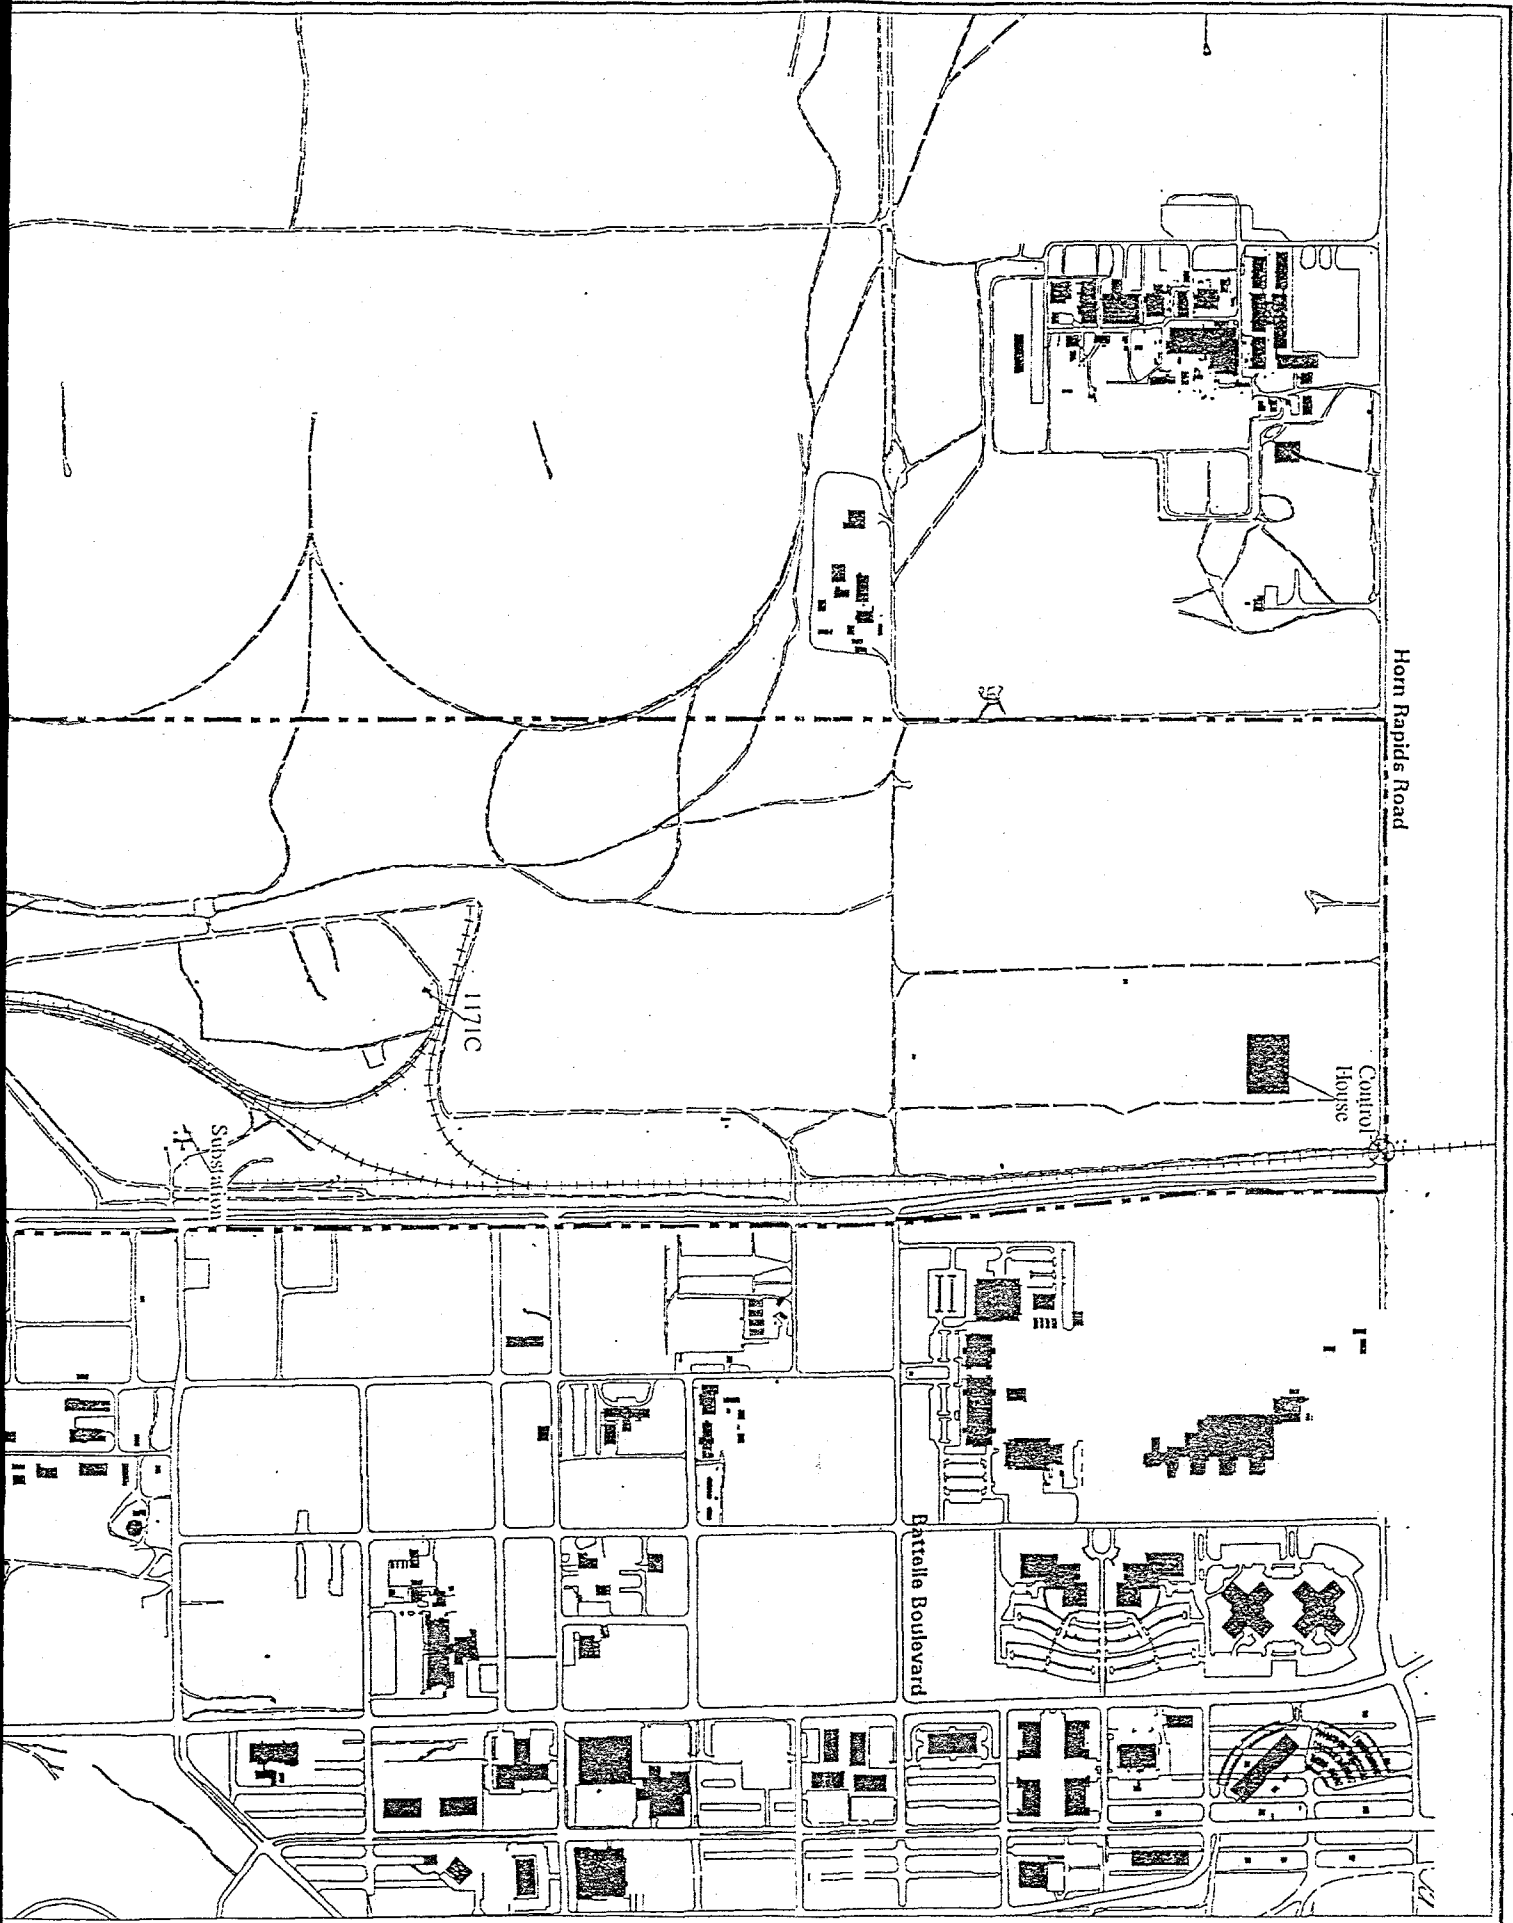 Horn Rapids Road
Control
House
1171C
Substation
Battelle Boulevard